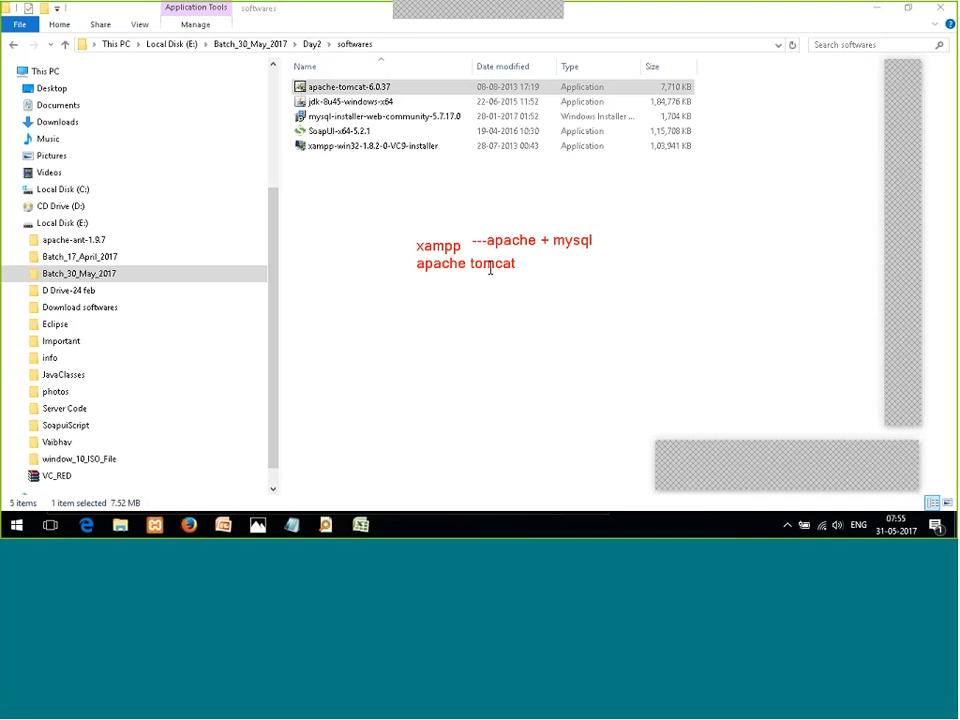 Application Tools softwares
File Home Share View Manage
This PC Local Disk (E:) Batch_30_May_2017 Day2 softwares Search softwares
Name Date modified Type Size
This PC
Desktop
Documents
Downloads
Music
Pictures
Videos
Local Disk (C:)
CD Drive (D:)
Local Disk (E:)
apache-ant-1.9.7
Batch_17_April_2017
Batch_30_May_2017
D Drive-24 feb
Download softwares
Eclipse
Important
info
JavaClasses
photos
Server Code
SoapuiScript
Vaibhav
window_10_ISO_File
VC_RED
apache-tomcat-6.0.37 08-08-2013 17:19 Application 7,710 KB
jdk-8u45-windows-x64 22-06-2015 11:52 Application 1,84,776 KB
mysql-installer-web-community-5.7.17.0 28-01-2017 01:52 Windows Installer ... 1,704 KB
SoapUI-x64-5.2.1 19-04-2016 10:30 Application 1,15,708 KB
xampp-win32-1.8.2-0-VC9-installer 28-07-2013 00:43 Application 1,03,941 KB
xampp ---apache + mysql
apache tomcat
5 items 1 item selected 7.52 MB
ENG 07:55
31-05-2017